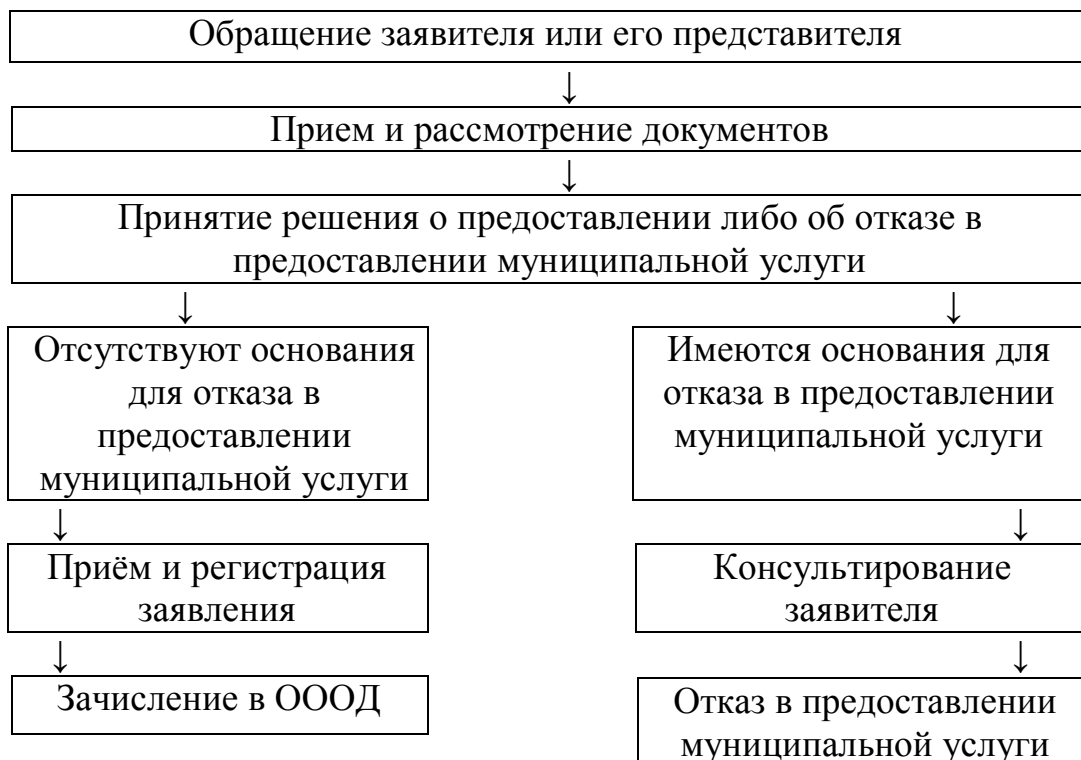 Обращение заявителя или его представителя
↓
Прием и рассмотрение документов
↓
Принятие решения о предоставлении либо об отказе в
предоставлении муниципальной услуги
↓
↓
Отсутствуют основания
для отказа в
предоставлении
муниципальной услуги
Имеются основания для
отказа в предоставлении
муниципальной услуги
↓
↓
Приём и регистрация
заявления
Консультирование
заявителя
↓
↓
Зачисление в ОООД
Отказ в предоставлении
муниципальной услуги